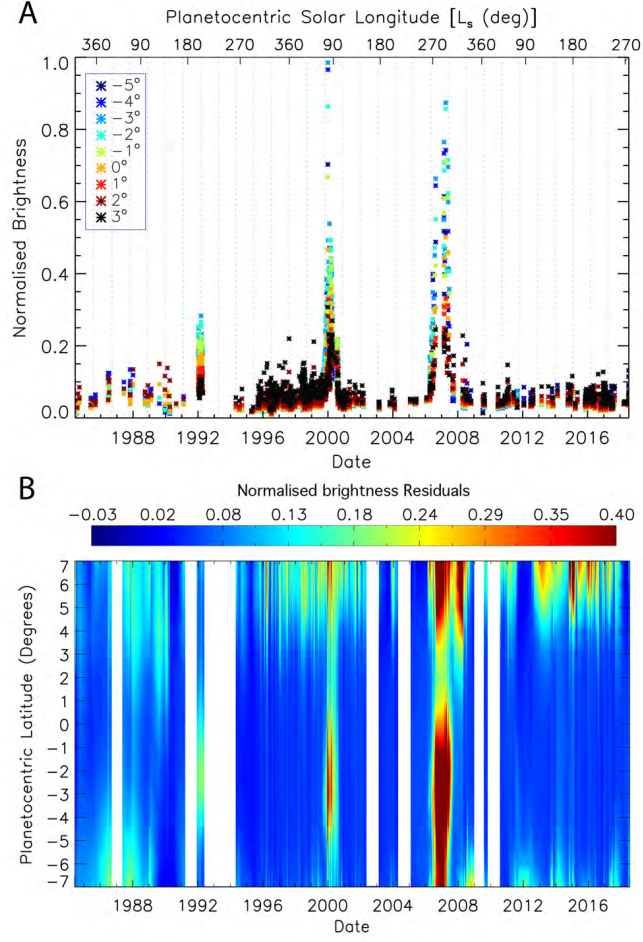 A
Planetocentric Solar Longitude [Ls (deg)]
360 90 180 270 360 90 180 270 360 90 180 270
1.0
0.8
0.6
0.4
0.2
0.0
Normalised Brightness
-5°
-4°
-3°
-2°
-1°
0°
1°
2°
3°
1988 1992 1996 2000 2004 2008 2012 2016
Date
B
Normalised brightness Residuals
-0.03 0.02 0.08 0.13 0.18 0.24 0.29 0.35 0.40
7
6
5
4
3
2
1
0
-1
-2
-3
-4
-5
-6
-7
Planetocentric Latitude (Degrees)
1988 1992 1996 2000 2004 2008 2012 2016
Date